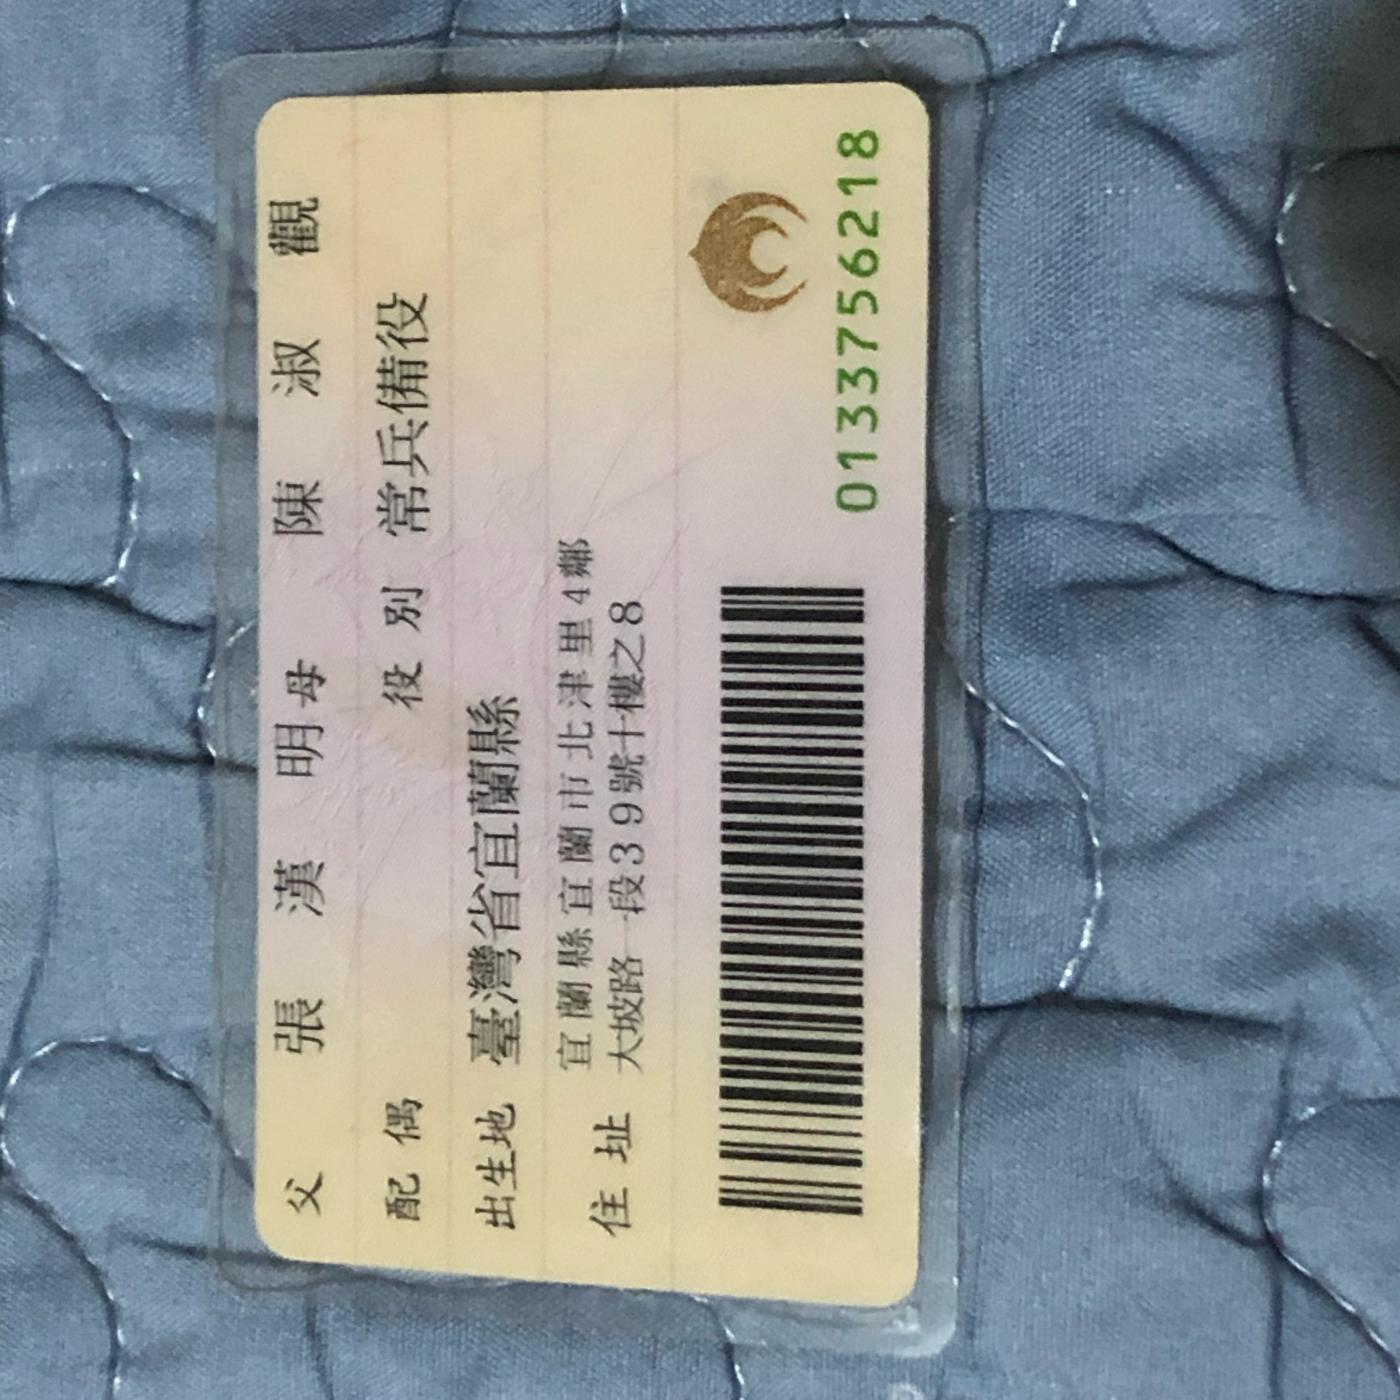 父 張漢明 母 陳淑觀
配偶 役別 常兵備役
出生地 臺灣省宜蘭縣
住址 宜蘭縣宜蘭市北津里4鄰
大坡路一段39號十樓之8
0133756218